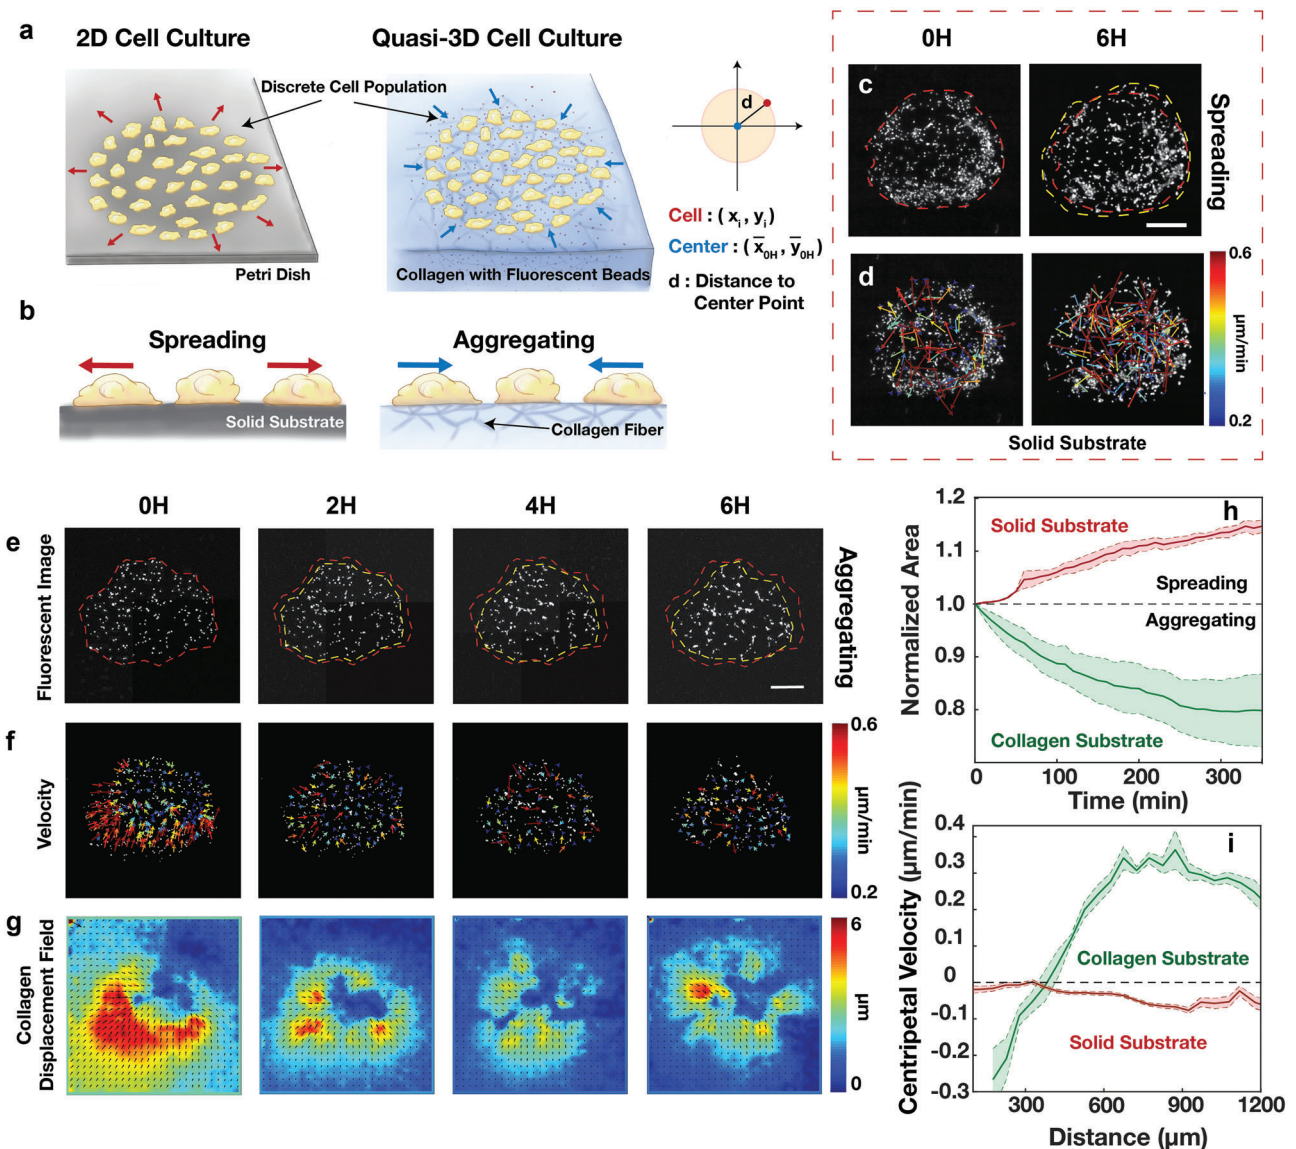 a
2D Cell Culture
Quasi-3D Cell Culture
Discrete Cell Population
Petri Dish
Collagen with Fluorescent Beads
d
Cell : ( xi , yi )
Center : ( x̅0H , y̅0H )
d : Distance to
Center Point
b
Spreading
Aggregating
Solid Substrate
Collagen Fiber
0H
6H
c
Spreading
d
0.6
μm/min
0.2
Solid Substrate
0H
2H
4H
6H
e
Fluorescent Image
Aggregating
f
Velocity
0.6
μm/min
0.2
g
Collagen
Displacement Field
6
μm
0
h
1.2
1.1
1.0
0.9
0.8
Normalized Area
Solid Substrate
Spreading
Aggregating
Collagen Substrate
0
100
200
300
Time (min)
i
0.4
0.3
0.2
0
-0.1
-0.2
-0.3
Centripetal Velocity (μm/min)
Collagen Substrate
Solid Substrate
300
600
900
1200
Distance (μm)